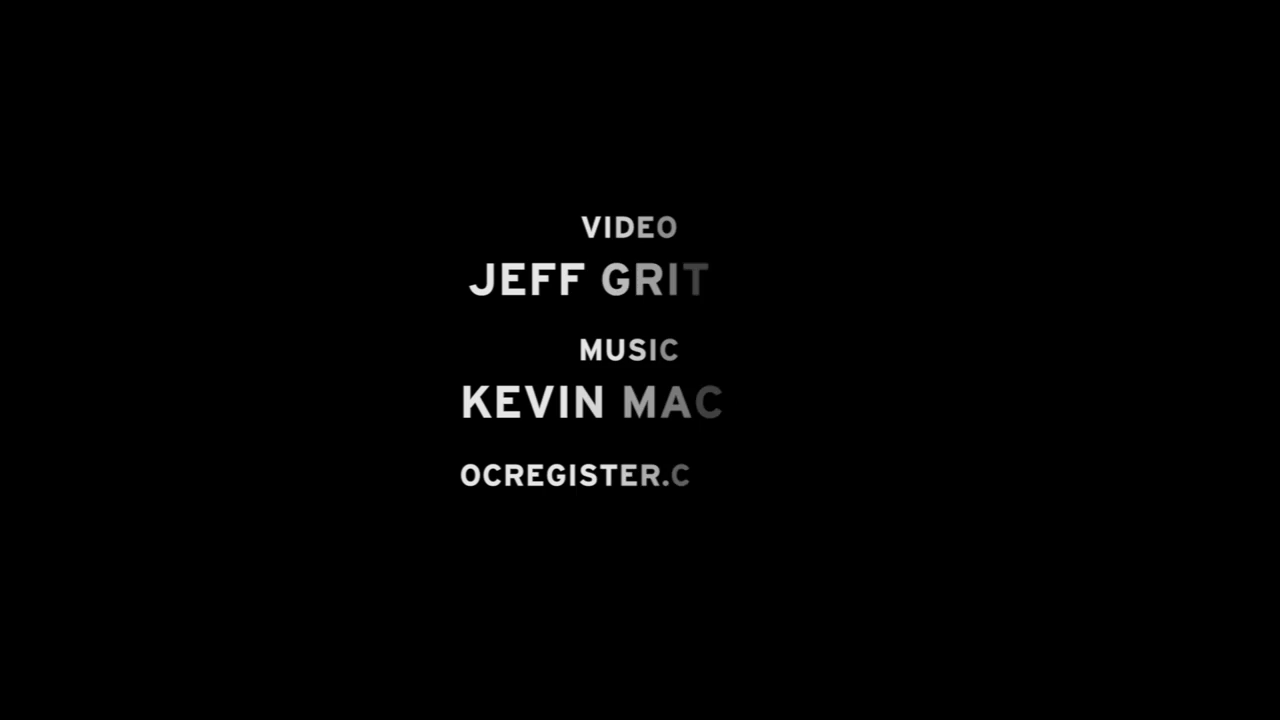 VIDEO
JEFF GRIT
MUSIC
KEVIN MAC
OCREGISTER.C